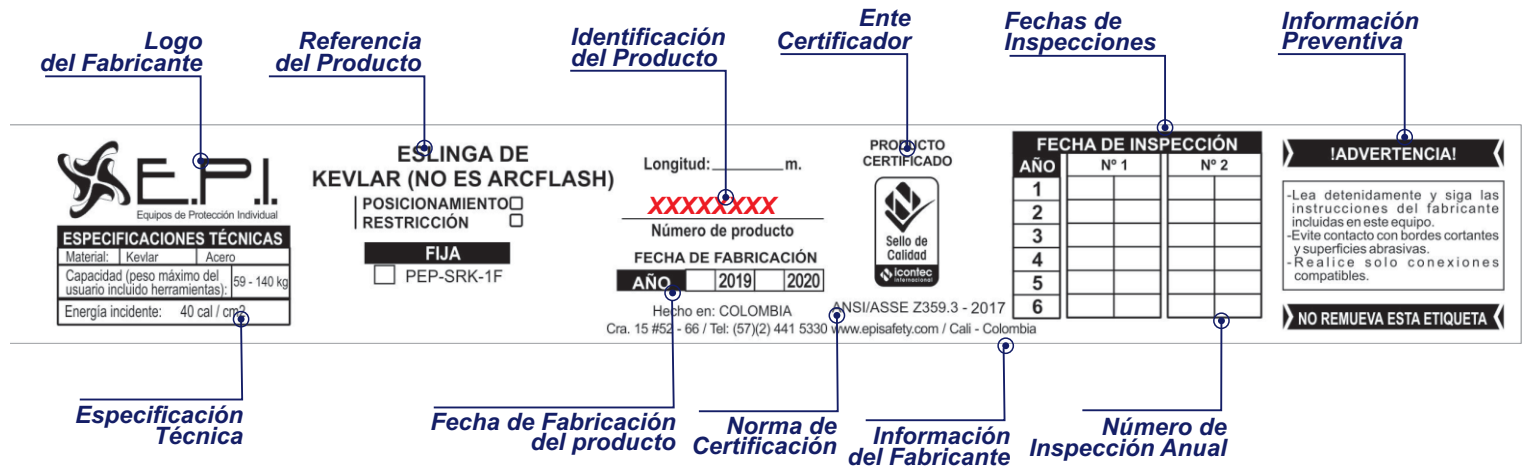 Logo
del Fabricante
Referencia
del Producto
Identificación
del Producto
Ente
Certificador
Fechas de
Inspecciones
Información
Preventiva
E.P.I.
Equipos de Protección Individual
ESPECIFICACIONES TÉCNICAS
Material: Kevlar Acero
Capacidad (peso máximo del
usuario incluido herramientas): 59 - 140 kg
Energía incidente: 40 cal / cm2
ESLINGA DE
KEVLAR (NO ES ARCFLASH)
POSICIONAMIENTO
RESTRICCIÓN
FIJA
PEP-SRK-1F
Longitud:__________m.
XXXXXXXX
Número de producto
FECHA DE FABRICACIÓN
AÑO 2019 2020
Hecho en: COLOMBIA
PRODUCTO
CERTIFICADO
Sello de
Calidad
icontec
internacional
ANSI/ASSE Z359.3 - 2017
Cra. 15 #52 - 66 / Tel: (57)(2) 441 5330 www.episafety.com / Cali - Colombia
FECHA DE INSPECCIÓN
AÑO Nº 1 Nº 2
1
2
3
4
5
6
!ADVERTENCIA!
-Lea detenidamente y siga las
instrucciones del fabricante
incluidas en este equipo.
-Evite contacto con bordes cortantes
y superficies abrasivas.
-Realice solo conexiones
compatibles.
NO REMUEVA ESTA ETIQUETA
Especificación
Técnica
Fecha de Fabricación
del producto
Norma de
Certificación
Información
del Fabricante
Número de
Inspección Anual